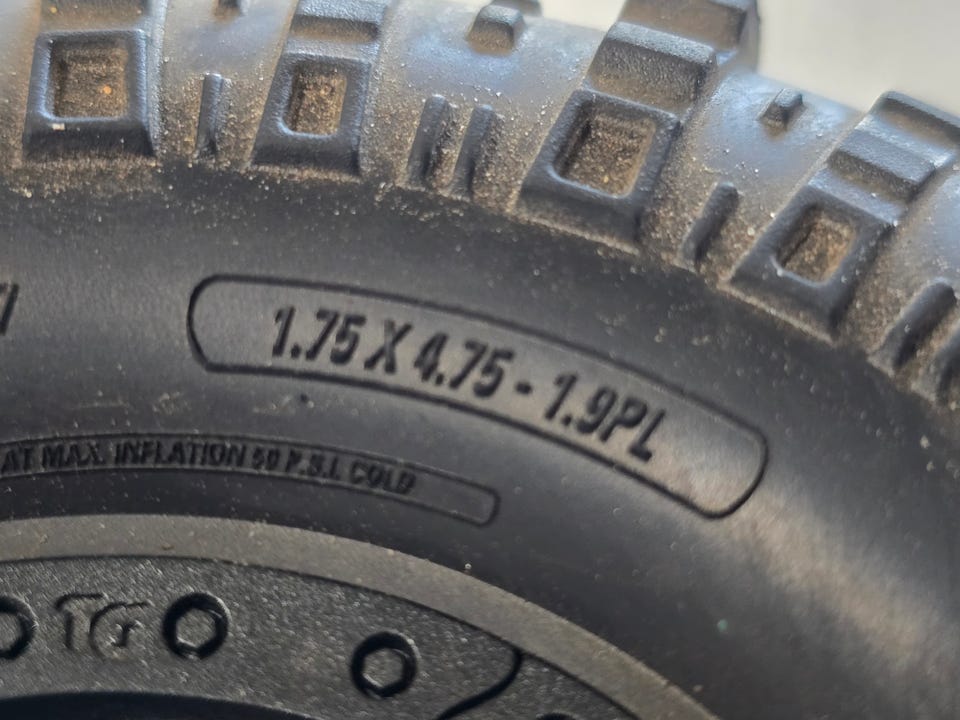 1.75 X 4.75 - 1.9PL
AT MAX. INFLATION 50 P.S.I. COLD